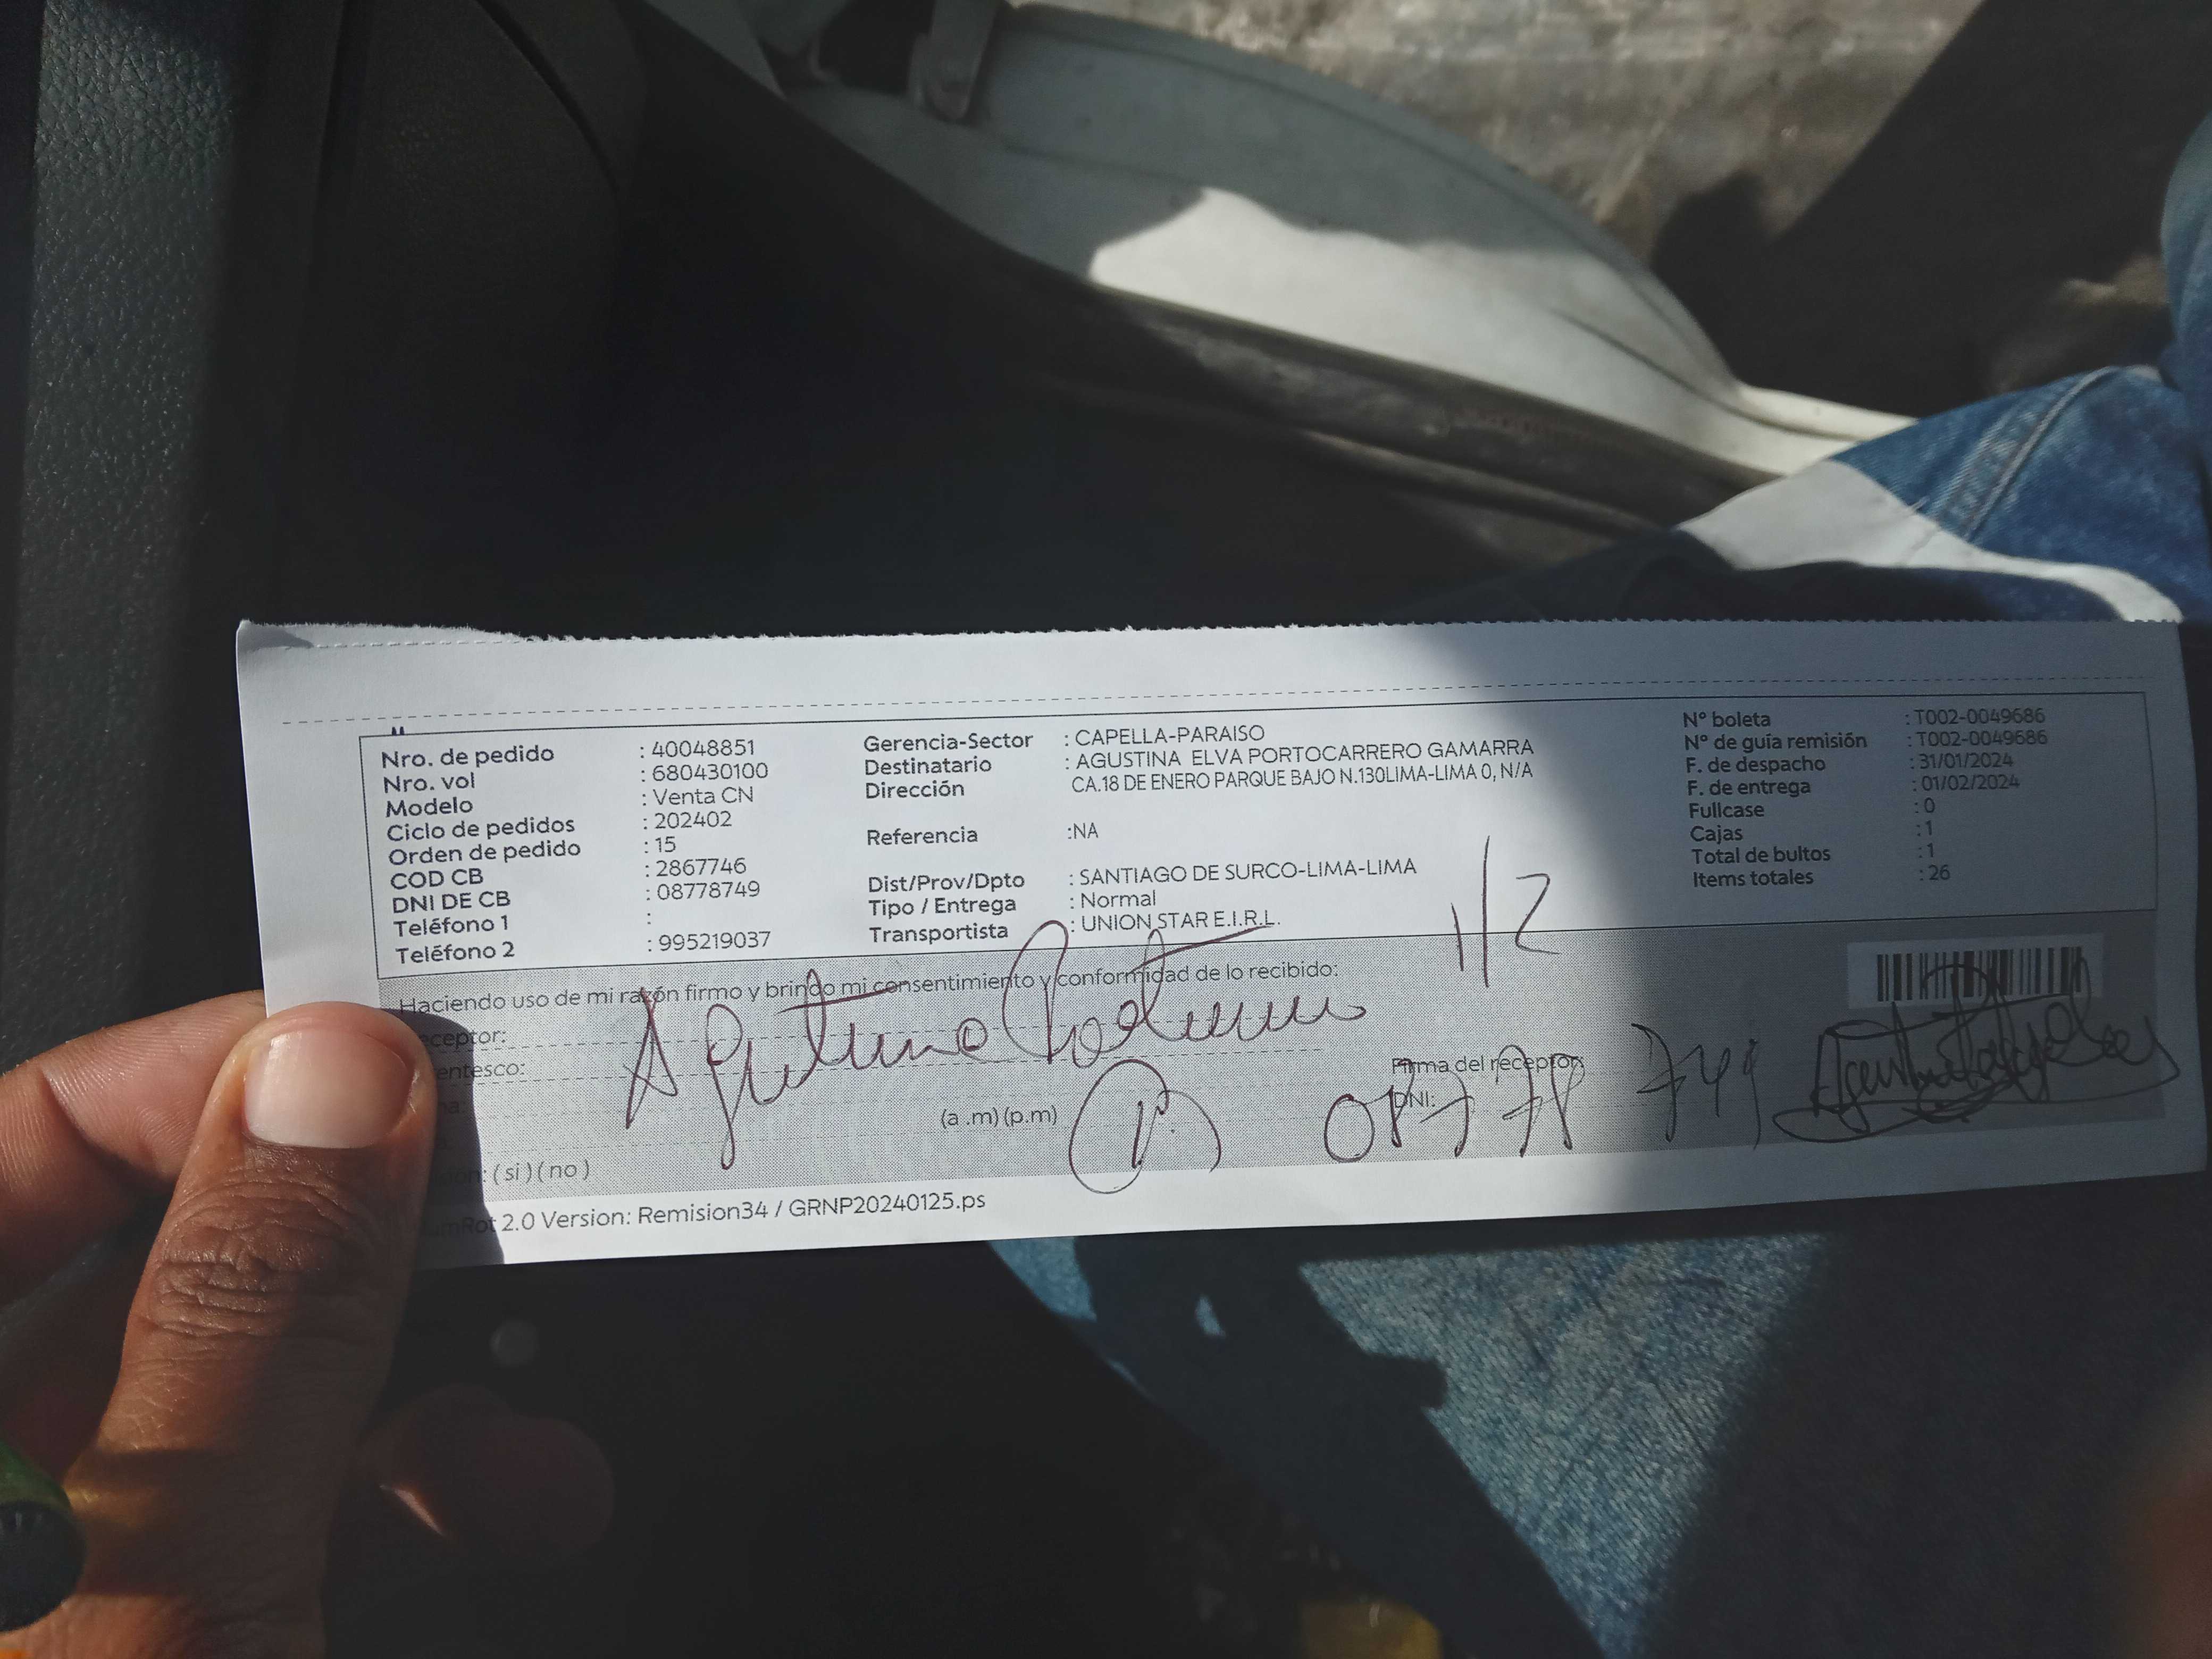 Nro. de pedido : 40048851
Nro. vol : 680430100
Modelo : Venta CN
Ciclo de pedidos : 202402
Orden de pedido : 15
COD CB : 2867746
DNI DE CB : 08778749
Teléfono 1 :
Teléfono 2 : 995219037
Gerencia-Sector : CAPELLA-PARAISO
Destinatario : AGUSTINA ELVA PORTOCARRERO GAMARRA
Dirección CA.18 DE ENERO PARQUE BAJO N.130LIMA-LIMA 0, N/A
Referencia :NA
Dist/Prov/Dpto : SANTIAGO DE SURCO-LIMA-LIMA
Tipo / Entrega : Normal
Transportista : UNION STAR E.I.R.L.
Nº boleta : T002-0049686
Nº de guía remisión : T002-0049686
F. de despacho : 31/01/2024
F. de entrega : 01/02/2024
Fullcase : 0
Cajas : 1
Total de bultos : 1
Items totales : 26
1/2
Haciendo uso de mi razón firmo y brindo mi consentimiento y conformidad de lo recibido:
ceptor:
entesco:
(a .m) (p.m)
Firma del receptor:
DNI: 08778749
( si ) ( no )
2.0 Version: Remision34 / GRNP20240125.ps